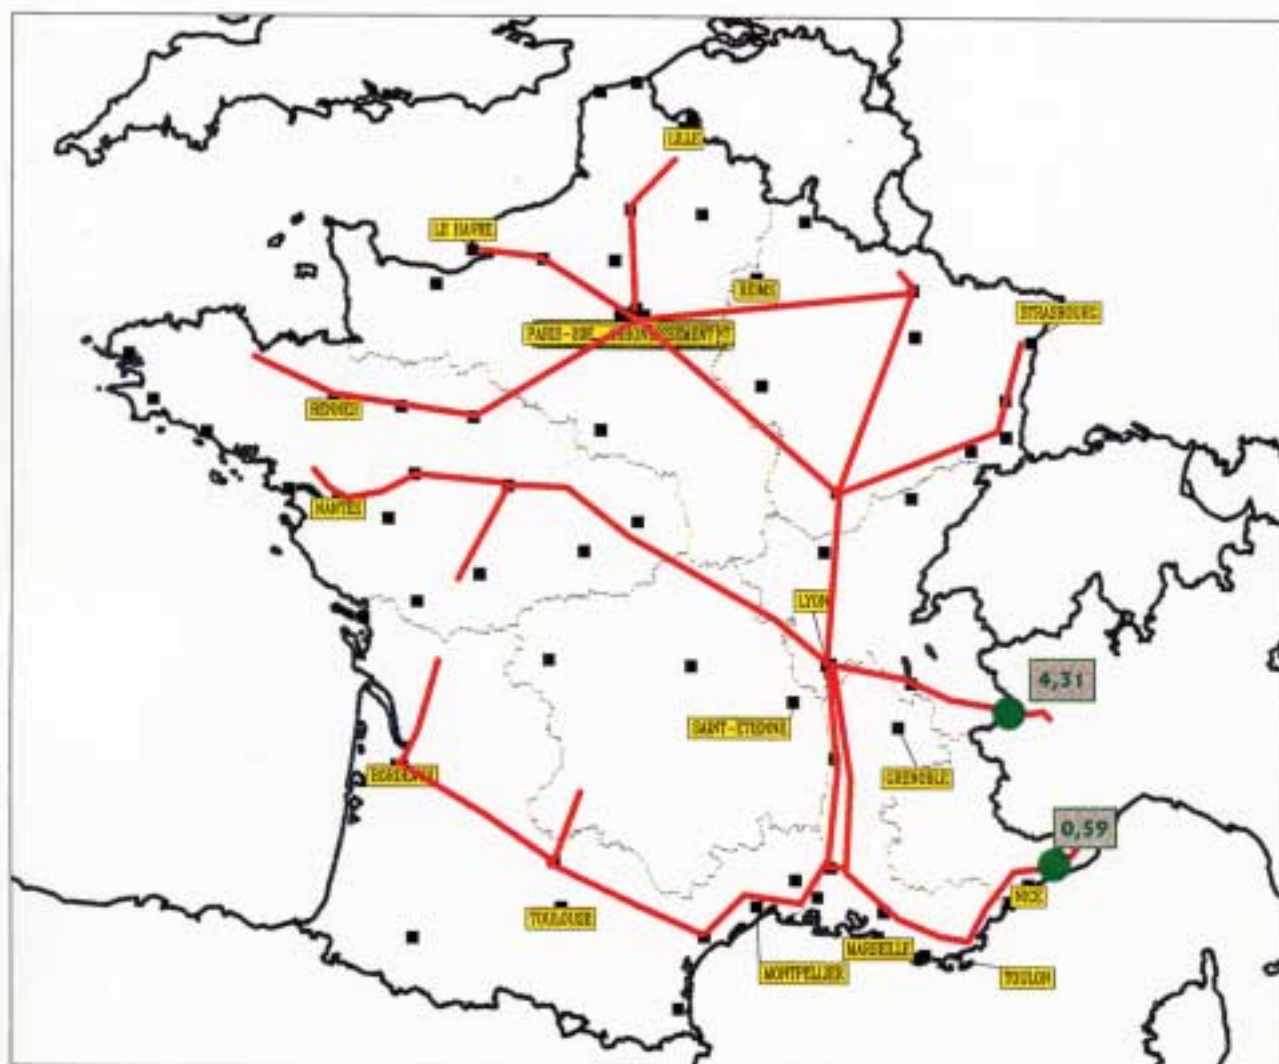 LILLE
LE HAVRE
REIMS
STRASBOURG
RENNES
NANTES
LYON
4,31
SAINT-ETIENNE
BORDEAUX
GRENOBLE
0,59
NICE
TOULOUSE
MARSEILLE
MONTPELLIER
TOULON